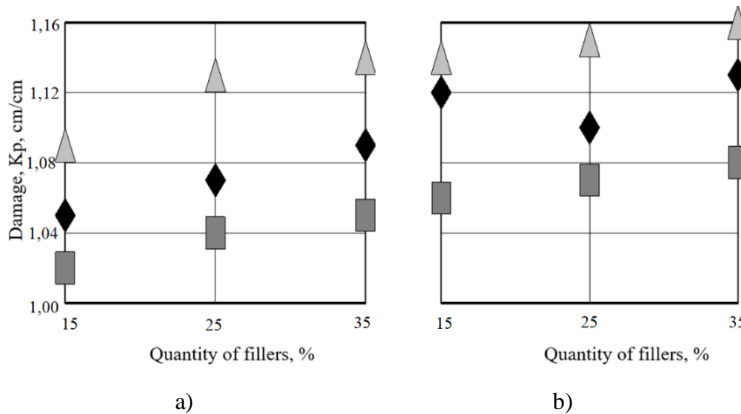 Damage, Kp, cm/cm
1,16
1,12
1,08
1,04
1,00
15
25
35
Quantity of fillers, %
a)
15
25
35
Quantity of fillers, %
b)